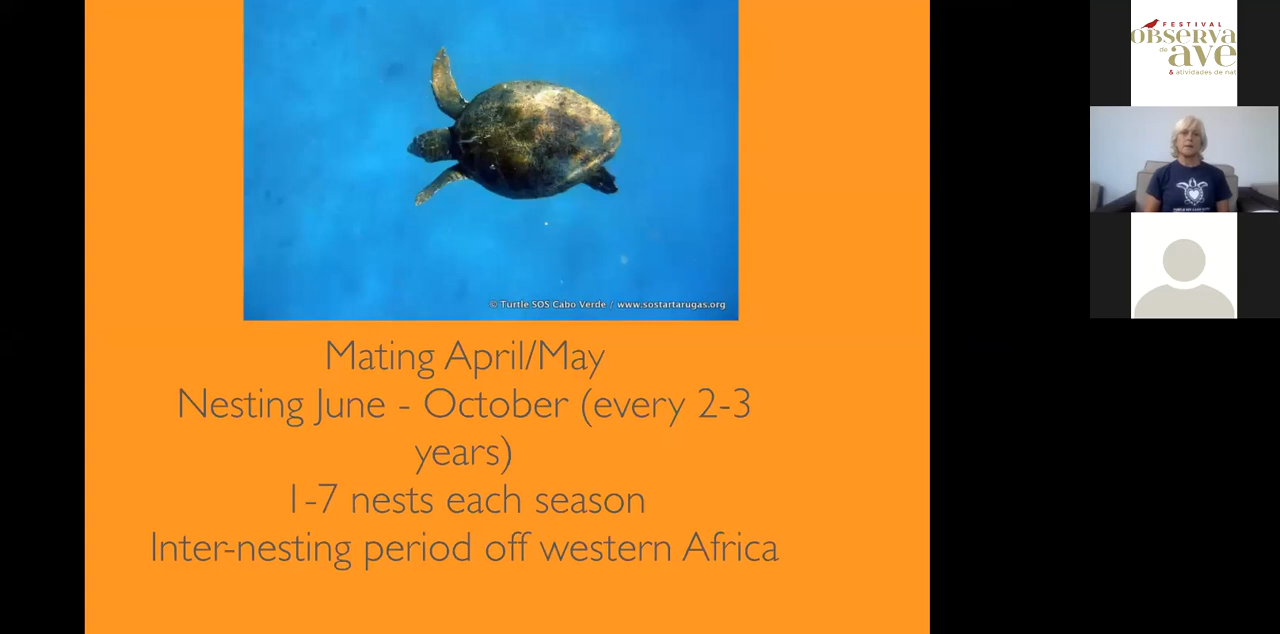 © Turtle SOS Cabo Verde / www.sostartarugas.org
Mating April/May
Nesting June - October (every 2-3
years)
1-7 nests each season
Inter-nesting period off western Africa
FESTIVAL
OBSERVA
de
ave
& atividades de nat